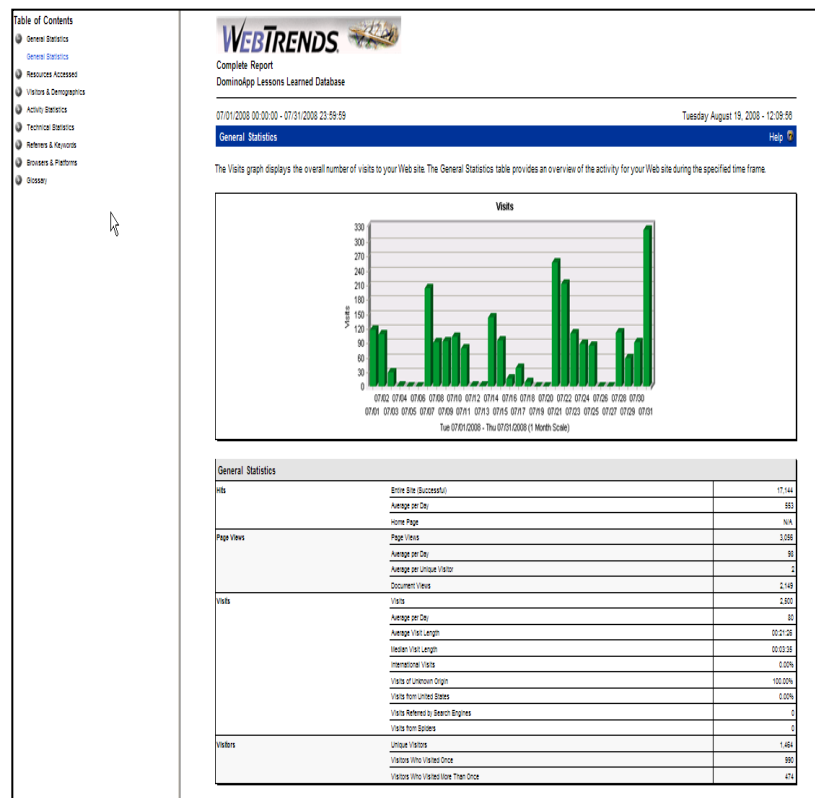 Table of Contents
General Statistics
General Statistics
Resources Accessed
Visitors & Demographics
Activity Statistics
Technical Statistics
Referrers & Keywords
Browsers & Platforms
Glossary
WEBTRENDS.
Complete Report
DominoApp Lessons Learned Database
07/01/2008 00:00:00 - 07/31/2008 23:59:59 Tuesday August 19, 2008 - 12:09:56
General Statistics Help
The Visits graph displays the overall number of visits to your Web site. The General Statistics table provides an overview of the activity for your Web site during the specified time frame.
Visits
330
300
270
240
210
180
150
120
90
60
30
0
Visits
07/02 07/04 07/06 07/08 07/10 07/12 07/14 07/16 07/18 07/20 07/22 07/24 07/26 07/28 07/30
07/01 07/03 07/05 07/07 07/09 07/11 07/13 07/15 07/17 07/19 07/21 07/23 07/25 07/27 07/29 07/31
Tue 07/01/2008 - Thu 07/31/2008 (1 Month Scale)
General Statistics
Hits Entire Site (Successful) 17,144
Average per Day 553
Home Page N/A
Page Views Page Views 3,056
Average per Day 98
Average per Unique Visitor 2
Document Views 2,149
Visits Visits 2,500
Average per Day 80
Average Visit Length 00:21:26
Median Visit Length 00:03:35
International Visits 0.00%
Visits of Unknown Origin 100.00%
Visits from United States 0.00%
Visits Referred by Search Engines 0
Visits from Spiders 0
Visitors Unique Visitors 1,464
Visitors Who Visited Once 990
Visitors Who Visited More Than Once 474